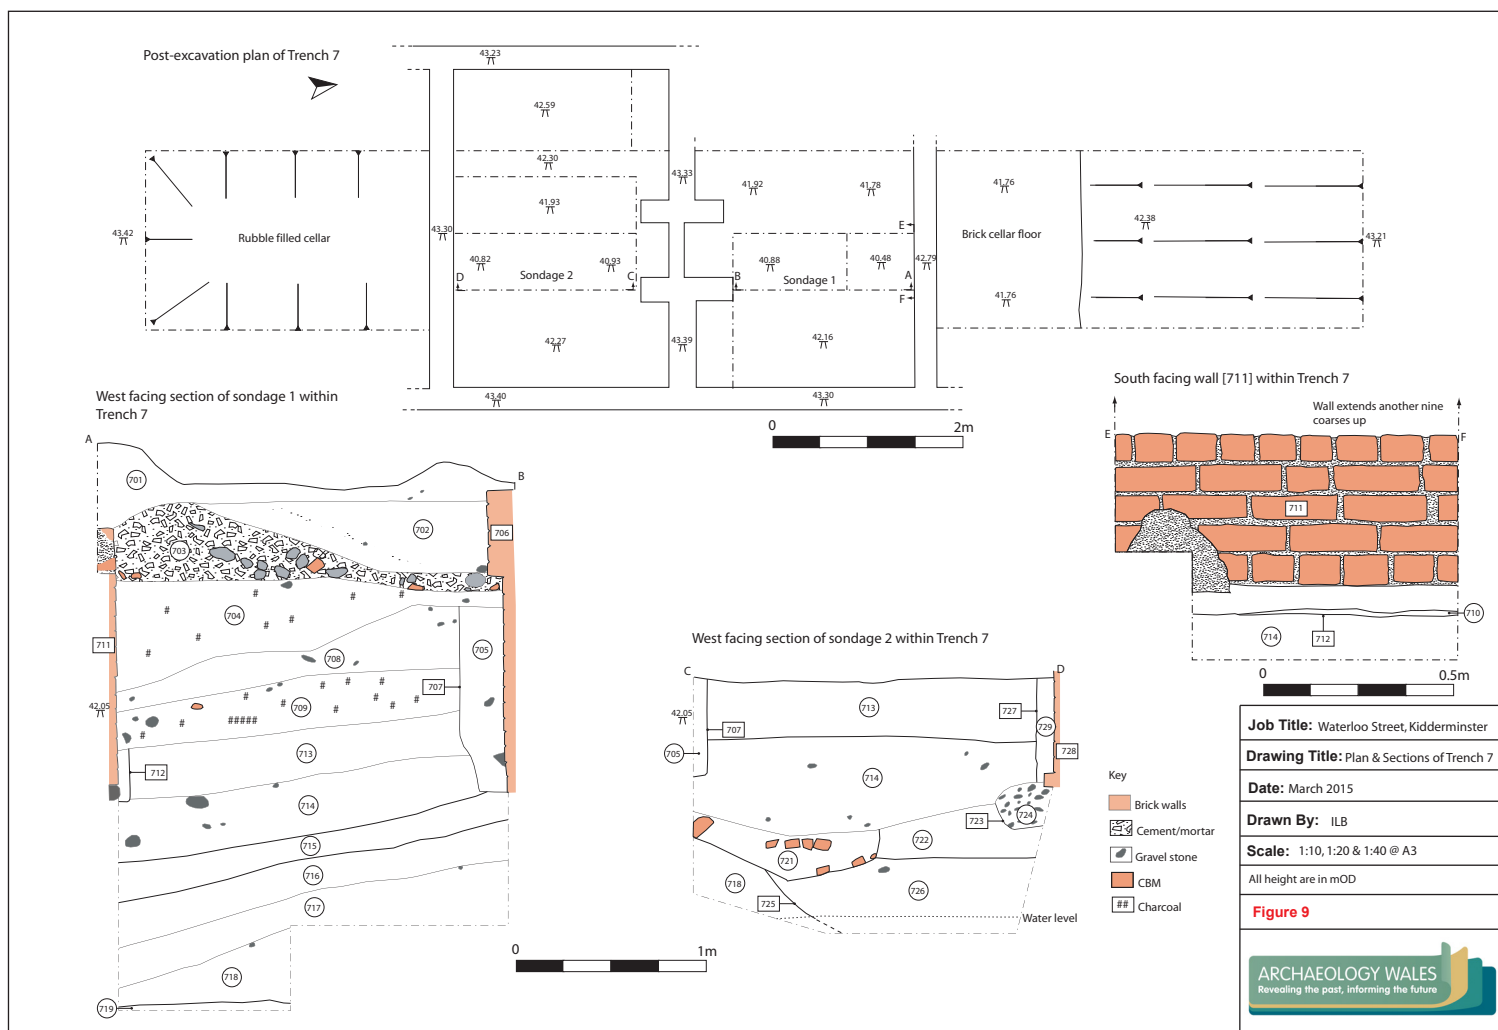 Post-excavation plan of Trench 7
43.23
42.59
42.30
43.33
41.93
41.92
41.78
41.76
43.42
Rubble filled cellar
43.30
E
Brick cellar floor
42.38
43.21
40.82
40.93
D
Sondage 2
C
40.88
40.48
42.79
B
Sondage 1
A
F
41.76
42.27
43.39
42.16
43.40
43.30
0
2m
West facing section of sondage 1 within
Trench 7
A
B
701
702
706
703
704
711
708
705
707
42.05
709
713
712
714
715
716
717
718
719
0
1m
West facing section of sondage 2 within Trench 7
C
D
713
42.05
707
727
729
705
728
714
723
724
722
721
718
726
725
Water level
South facing wall [711] within Trench 7
Wall extends another nine
coarses up
E
F
711
710
714
712
0
0.5m
Key
Brick walls
Cement/mortar
Gravel stone
CBM
## Charcoal
Job Title: Waterloo Street, Kidderminster
Drawing Title: Plan & Sections of Trench 7
Date: March 2015
Drawn By: ILB
Scale: 1:10, 1:20 & 1:40 @ A3
All height are in mOD
Figure 9
ARCHAEOLOGY WALES
Revealing the past, informing the future